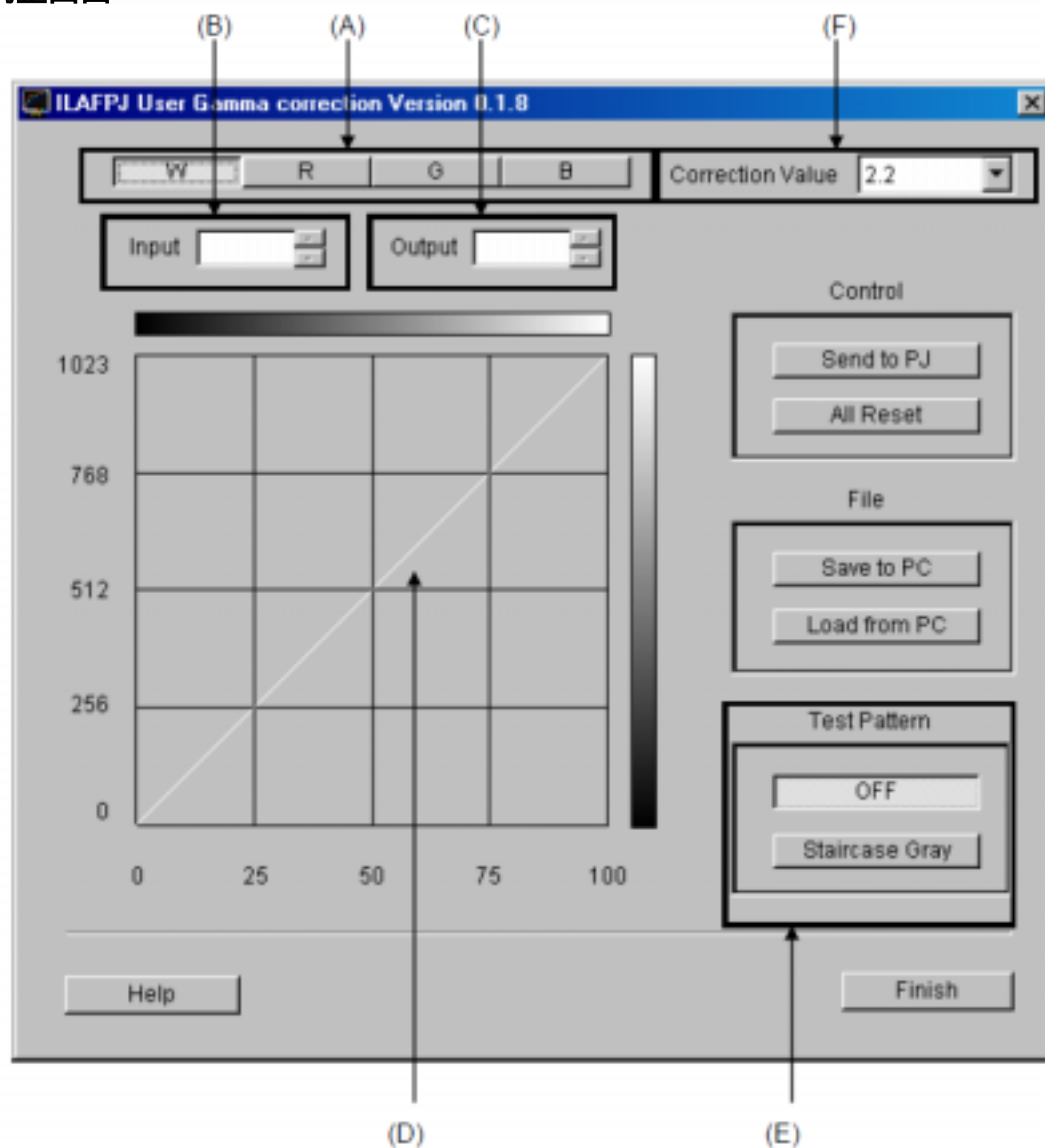 (B) (A) (C) (F)
ILAFPJ User Gamma correction Version 0.1.8
W R G B Correction Value 2.2
Input Output
Control
1023
Send to PJ
All Reset
768
File
Save to PC
512
Load from PC
256
Test Pattern
OFF
0
Staircase Gray
0 25 50 75 100
Help Finish
(D) (E)